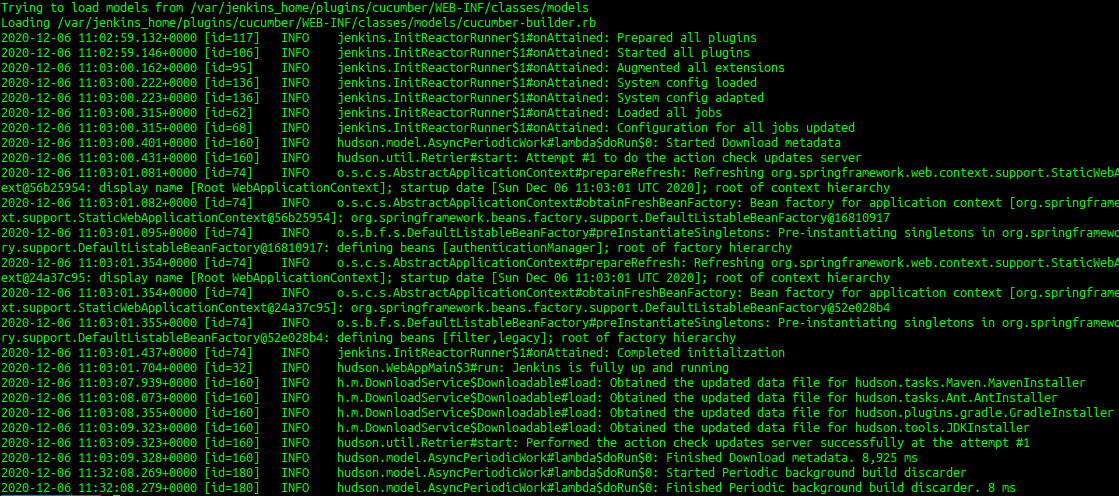 Trying to load models from /var/jenkins_home/plugins/cucumber/WEB-INF/classes/models
Loading /var/jenkins_home/plugins/cucumber/WEB-INF/classes/models/cucumber-builder.rb
2020-12-06 11:02:59.132+0000 [id=117]   INFO    jenkins.InitReactorRunner$1#onAttained: Prepared all plugins
2020-12-06 11:02:59.146+0000 [id=106]   INFO    jenkins.InitReactorRunner$1#onAttained: Started all plugins
2020-12-06 11:03:00.162+0000 [id=95]    INFO    jenkins.InitReactorRunner$1#onAttained: Augmented all extensions
2020-12-06 11:03:00.222+0000 [id=136]   INFO    jenkins.InitReactorRunner$1#onAttained: System config loaded
2020-12-06 11:03:00.223+0000 [id=136]   INFO    jenkins.InitReactorRunner$1#onAttained: System config adapted
2020-12-06 11:03:00.315+0000 [id=62]    INFO    jenkins.InitReactorRunner$1#onAttained: Loaded all jobs
2020-12-06 11:03:00.315+0000 [id=68]    INFO    jenkins.InitReactorRunner$1#onAttained: Configuration for all jobs updated
2020-12-06 11:03:00.401+0000 [id=160]   INFO    hudson.model.AsyncPeriodicWork#lambda$doRun$0: Started Download metadata
2020-12-06 11:03:00.431+0000 [id=160]   INFO    hudson.util.Retrier#start: Attempt #1 to do the action check updates server
2020-12-06 11:03:01.081+0000 [id=74]    INFO    o.s.c.s.AbstractApplicationContext#prepareRefresh: Refreshing org.springframework.web.context.support.StaticWebA
ext@56b25954: display name [Root WebApplicationContext]; startup date [Sun Dec 06 11:03:01 UTC 2020]; root of context hierarchy
2020-12-06 11:03:01.082+0000 [id=74]    INFO    o.s.c.s.AbstractApplicationContext#obtainFreshBeanFactory: Bean factory for application context [org.springframe
xt.support.StaticWebApplicationContext@56b25954]: org.springframework.beans.factory.support.DefaultListableBeanFactory@16810917
2020-12-06 11:03:01.095+0000 [id=74]    INFO    o.s.b.f.s.DefaultListableBeanFactory#preInstantiateSingletons: Pre-instantiating singletons in org.springframewo
ry.support.DefaultListableBeanFactory@16810917: defining beans [authenticationManager]; root of factory hierarchy
2020-12-06 11:03:01.354+0000 [id=74]    INFO    o.s.c.s.AbstractApplicationContext#prepareRefresh: Refreshing org.springframework.web.context.support.StaticWebA
ext@24a37c95: display name [Root WebApplicationContext]; startup date [Sun Dec 06 11:03:01 UTC 2020]; root of context hierarchy
2020-12-06 11:03:01.354+0000 [id=74]    INFO    o.s.c.s.AbstractApplicationContext#obtainFreshBeanFactory: Bean factory for application context [org.springframe
xt.support.StaticWebApplicationContext@24a37c95]: org.springframework.beans.factory.support.DefaultListableBeanFactory@52e028b4
2020-12-06 11:03:01.355+0000 [id=74]    INFO    o.s.b.f.s.DefaultListableBeanFactory#preInstantiateSingletons: Pre-instantiating singletons in org.springframewo
ry.support.DefaultListableBeanFactory@52e028b4: defining beans [filter,legacy]; root of factory hierarchy
2020-12-06 11:03:01.437+0000 [id=74]    INFO    jenkins.InitReactorRunner$1#onAttained: Completed initialization
2020-12-06 11:03:01.704+0000 [id=32]    INFO    hudson.WebAppMain$3#run: Jenkins is fully up and running
2020-12-06 11:03:07.939+0000 [id=160]   INFO    h.m.DownloadService$Downloadable#load: Obtained the updated data file for hudson.tasks.Maven.MavenInstaller
2020-12-06 11:03:08.073+0000 [id=160]   INFO    h.m.DownloadService$Downloadable#load: Obtained the updated data file for hudson.tasks.Ant.AntInstaller
2020-12-06 11:03:08.355+0000 [id=160]   INFO    h.m.DownloadService$Downloadable#load: Obtained the updated data file for hudson.plugins.gradle.GradleInstaller
2020-12-06 11:03:09.323+0000 [id=160]   INFO    h.m.DownloadService$Downloadable#load: Obtained the updated data file for hudson.tools.JDKInstaller
2020-12-06 11:03:09.323+0000 [id=160]   INFO    hudson.util.Retrier#start: Performed the action check updates server successfully at the attempt #1
2020-12-06 11:03:09.328+0000 [id=160]   INFO    hudson.model.AsyncPeriodicWork#lambda$doRun$0: Finished Download metadata. 8,925 ms
2020-12-06 11:32:08.269+0000 [id=180]   INFO    hudson.model.AsyncPeriodicWork#lambda$doRun$0: Started Periodic background build discarder
2020-12-06 11:32:08.279+0000 [id=180]   INFO    hudson.model.AsyncPeriodicWork#lambda$doRun$0: Finished Periodic background build discarder. 8 ms